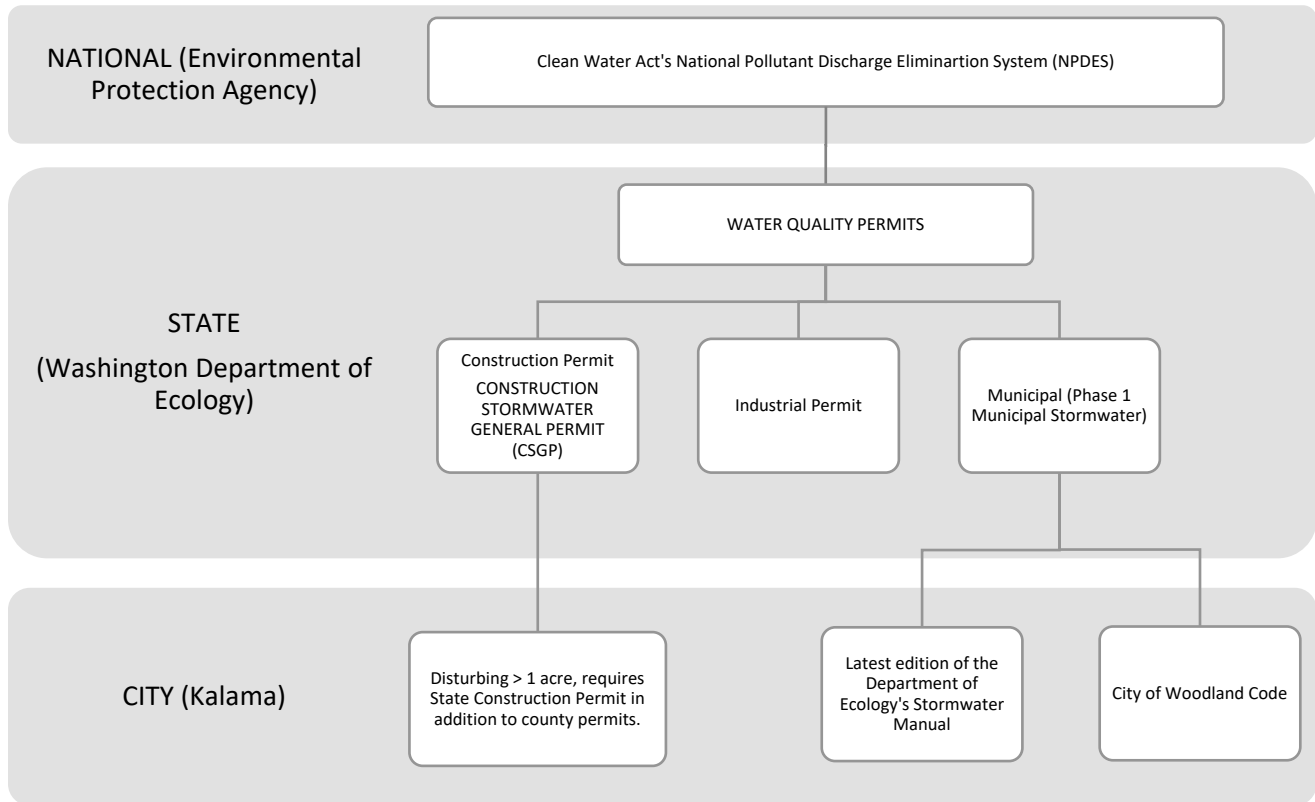 NATIONAL (Environmental
Protection Agency)
Clean Water Act's National Pollutant Discharge Eliminartion System (NPDES)
STATE
(Washington Department of
Ecology)
WATER QUALITY PERMITS
Construction Permit
CONSTRUCTION
STORMWATER
GENERAL PERMIT
(CSGP)
Industrial Permit
Municipal (Phase 1
Municipal Stormwater)
CITY (Kalama)
Disturbing > 1 acre, requires
State Construction Permit in
addition to county permits.
Latest edition of the
Department of
Ecology's Stormwater
Manual
City of Woodland Code